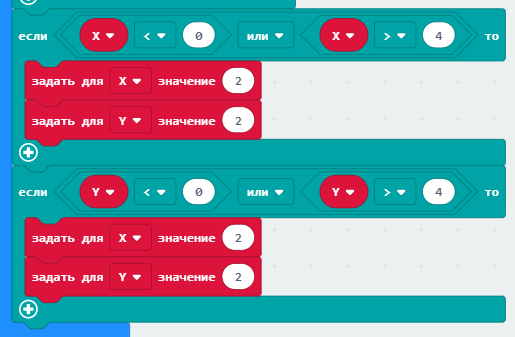 если X < 0 или X > 4 то
задать для X значение 2
задать для Y значение 2
если Y < 0 или Y > 4 то
задать для X значение 2
задать для Y значение 2